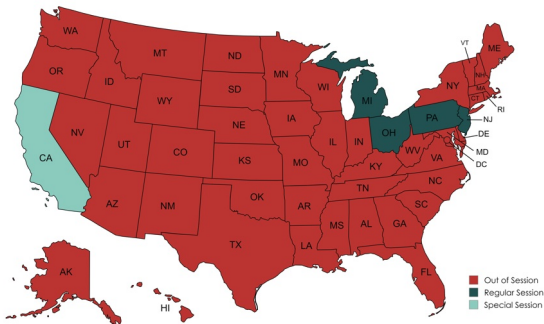 WA
OR
CA
NV
ID
MT
WY
UT
AZ
CO
NM
ND
SD
NE
KS
OK
TX
MN
IA
MO
AR
LA
WI
IL
IN
MI
OH
KY
TN
MS
AL
GA
FL
SC
NC
VA
WV
PA
NY
VT
NH
ME
MA
CT
RI
NJ
DE
MD
DC
AK
HI
Out of Session
Regular Session
Special Session